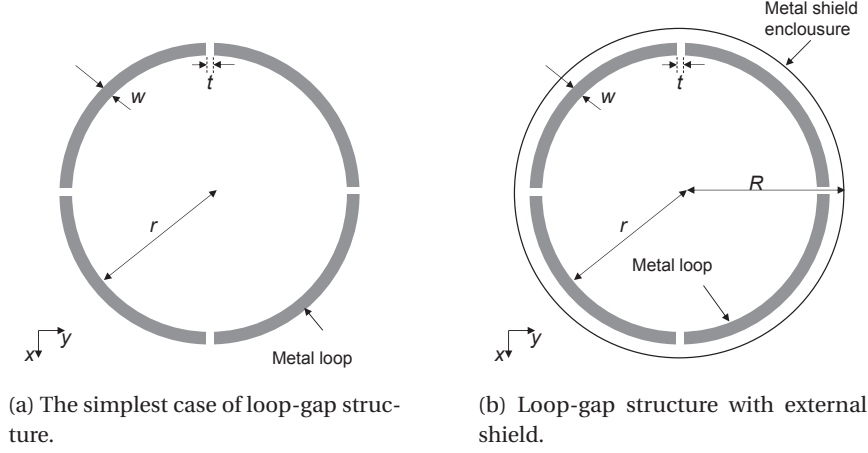 w
t
r
x
y
Metal loop
(a) The simplest case of loop-gap struc-
ture.
Metal shield
enclousure
w
t
R
r
Metal loop
x
y
(b) Loop-gap structure with external
shield.